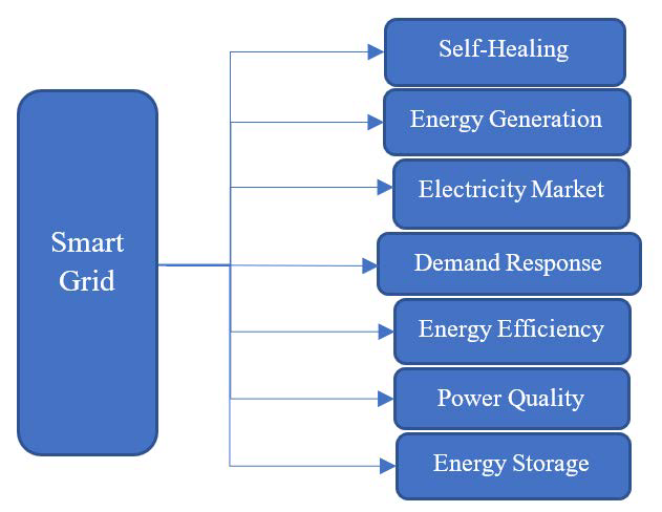 Smart
Grid
Self-Healing
Energy Generation
Electricity Market
Demand Response
Energy Efficiency
Power Quality
Energy Storage